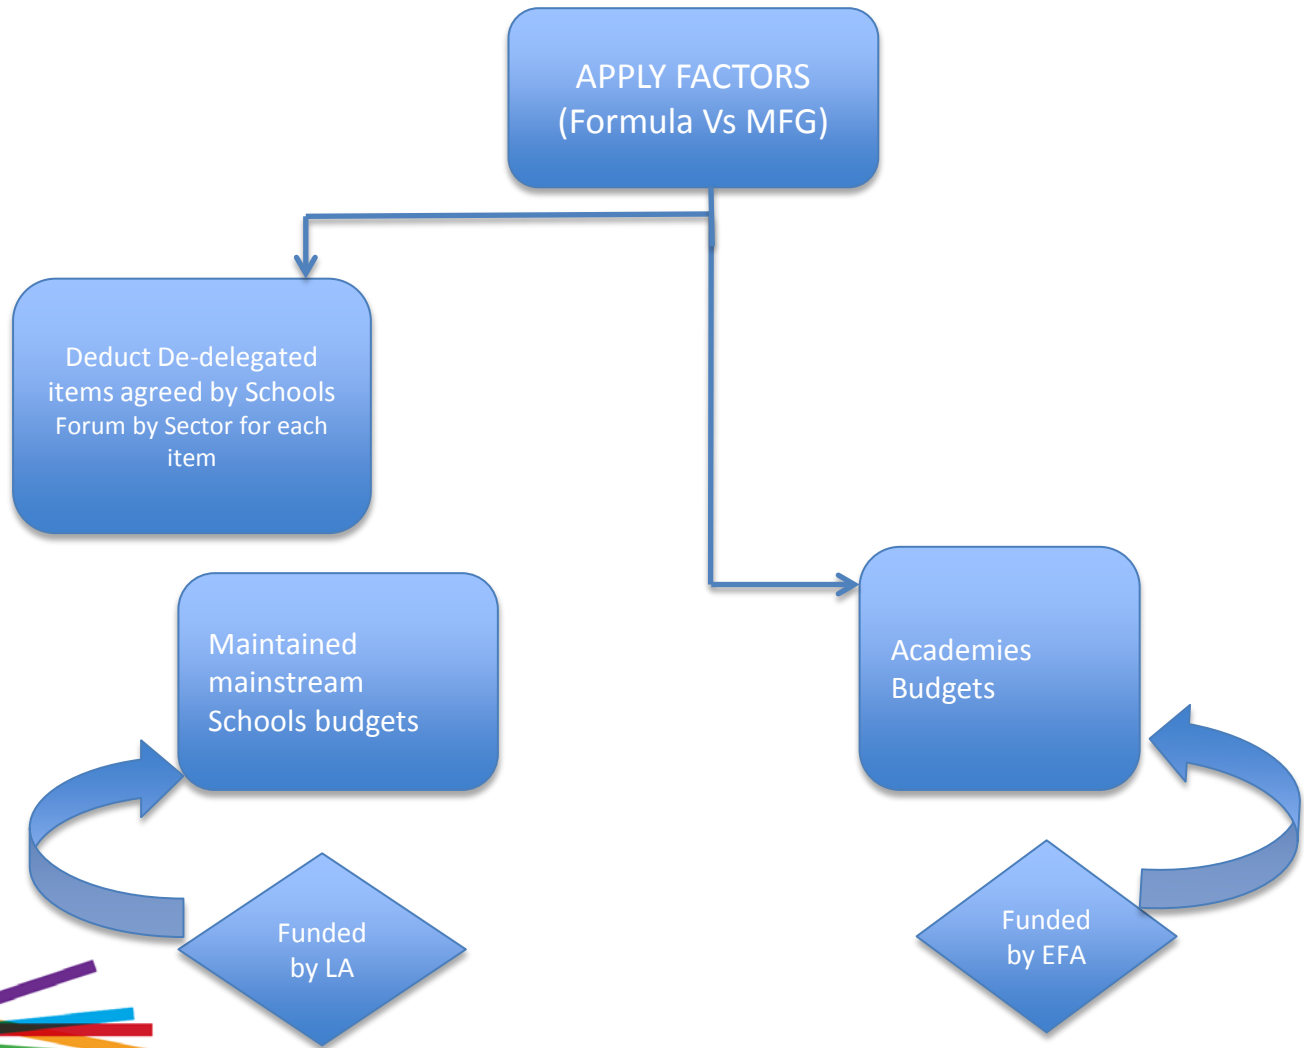 APPLY FACTORS
(Formula Vs MFG)
Deduct De-delegated
items agreed by Schools
Forum by Sector for each
item
Maintained
mainstream
Schools budgets
Academies
Budgets
Funded
by LA
Funded
by EFA